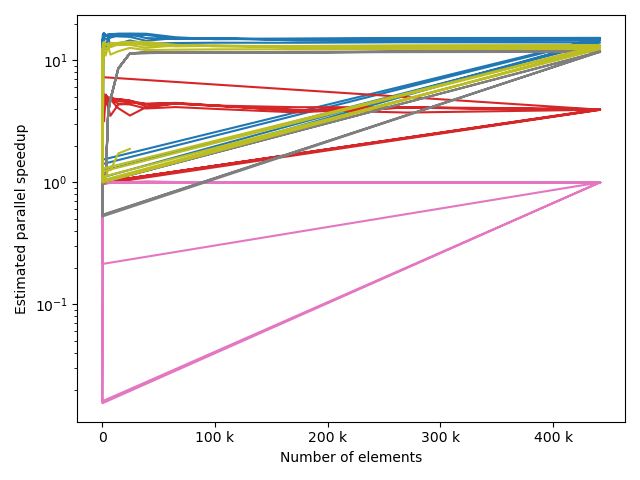 Estimated parallel speedup
10¹
10⁰
10⁻¹
0 100 k 200 k 300 k 400 k
Number of elements